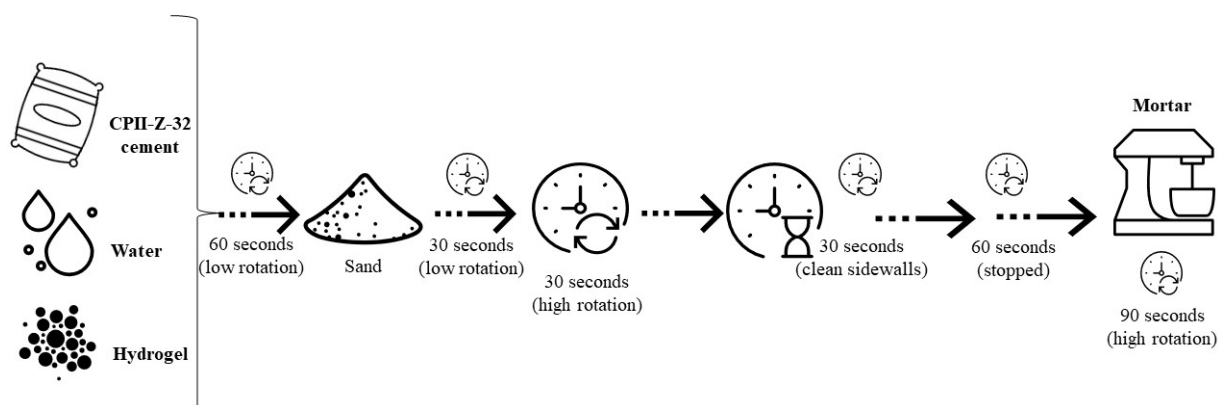 CPII-Z-32
cement
Water
Hydrogel
60 seconds
(low rotation)
Sand
30 seconds
(low rotation)
30 seconds
(high rotation)
30 seconds
(clean sidewalls)
60 seconds
(stopped)
Mortar
90 seconds
(high rotation)